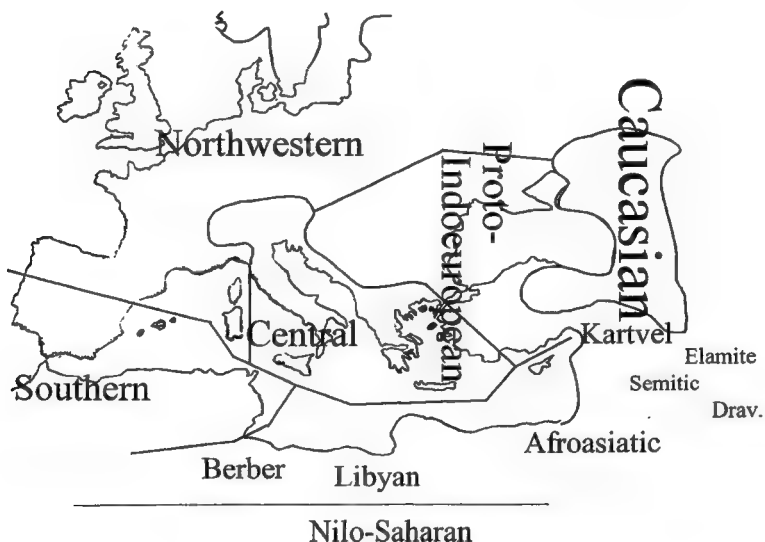 Northwestern
Proto-
Indoeuropean
Caucasian
Central
Kartvel
Elamite
Semitic
Drav.
Southern
Afroasiatic
Berber
Libyan
Nilo-Saharan